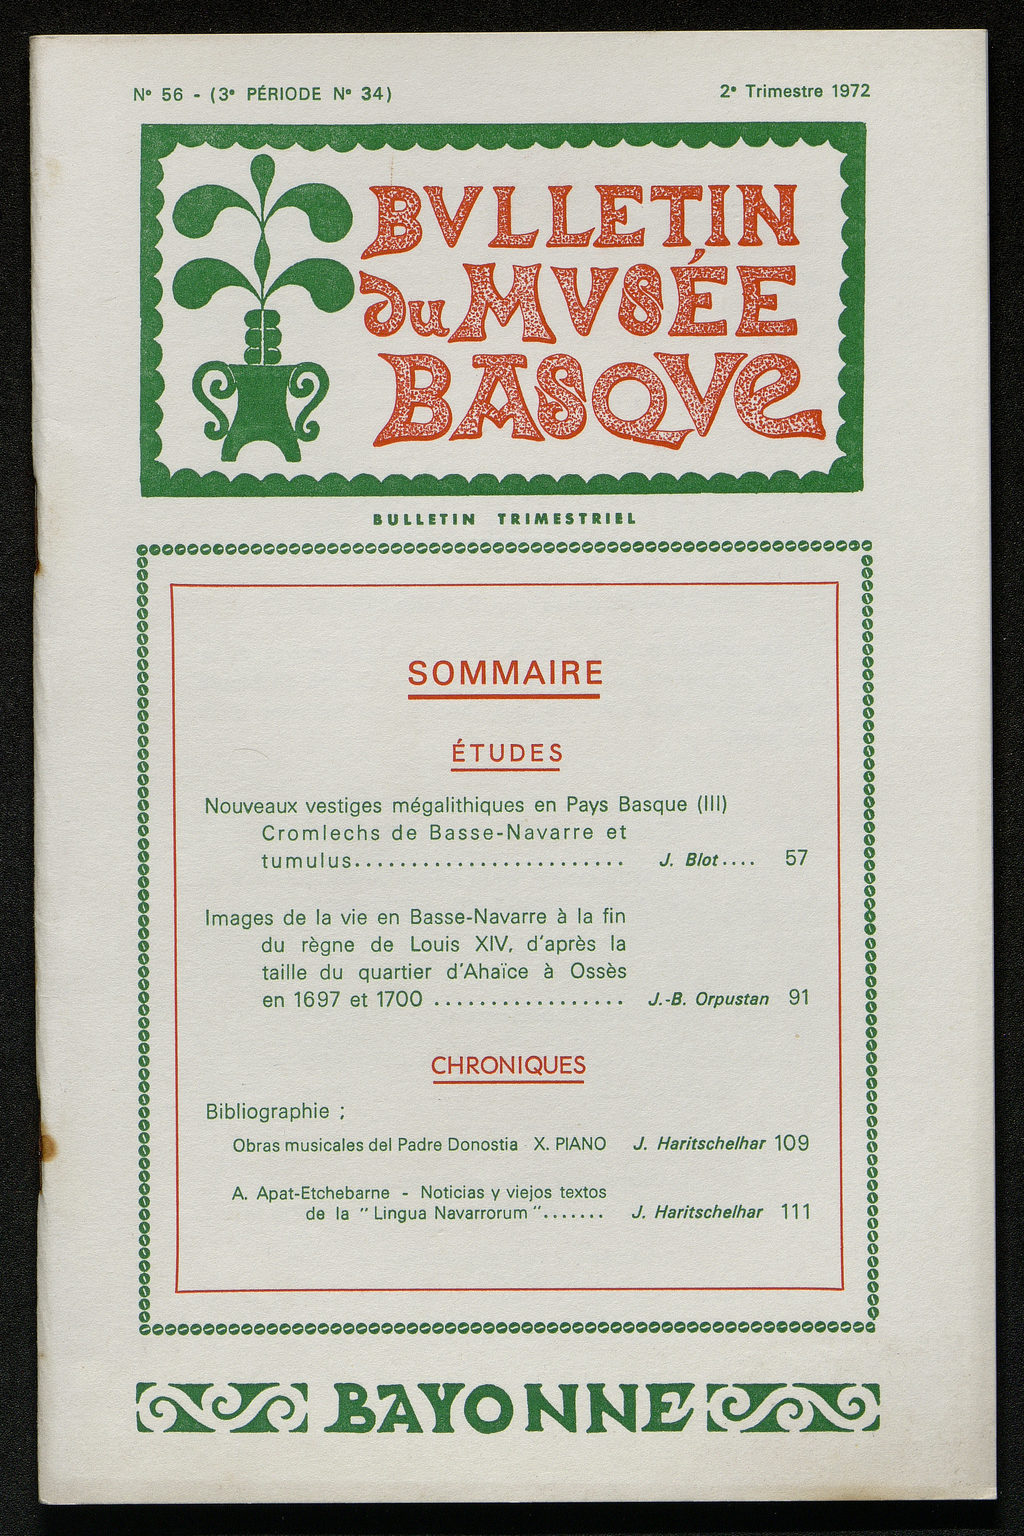 N° 56 - (3e PÉRIODE N° 34)
2e Trimestre 1972
BVLLETIN
du MVSÉE
BASQVE
BULLETIN TRIMESTRIEL
SOMMAIRE
ÉTUDES
Nouveaux vestiges mégalithiques en Pays Basque (III)
Cromlechs de Basse-Navarre et
tumulus........................ J. Blot.... 57
Images de la vie en Basse-Navarre à la fin
du règne de Louis XIV, d'après la
taille du quartier d'Ahaïce à Ossès
en 1697 et 1700 ................. J.-B. Orpustan 91
CHRONIQUES
Bibliographie :
Obras musicales del Padre Donostia X. PIANO J. Haritschelhar 109
A. Apat-Etchebarne - Noticias y viejos textos
de la " Lingua Navarrorum "....... J. Haritschelhar 111
BAYONNE